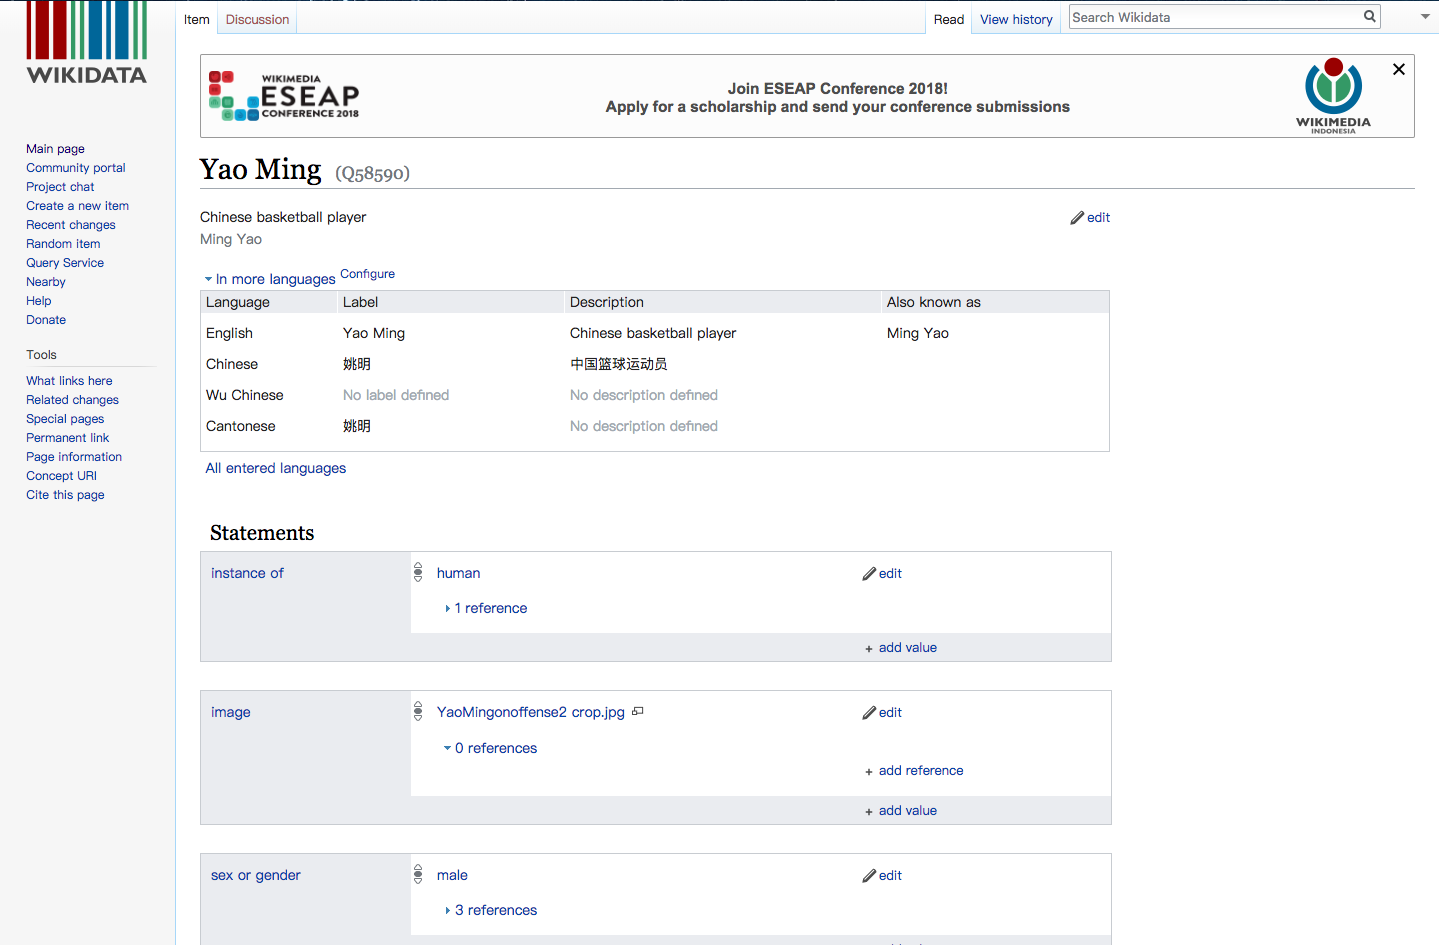 WIKIDATA
Item
Discussion
Read
View history
Search Wikidata
Main page
Community portal
Project chat
Create a new item
Recent changes
Random item
Query Service
Nearby
Help
Donate
Tools
What links here
Related changes
Special pages
Permanent link
Page information
Concept URI
Cite this page
WIKIMEDIA
ESEAP
CONFERENCE 2018
Join ESEAP Conference 2018!
Apply for a scholarship and send your conference submissions
WIKIMEDIA
INDONESIA
Yao Ming (Q58590)
Chinese basketball player
edit
Ming Yao
In more languages Configure
Language Label Description Also known as
English Yao Ming Chinese basketball player Ming Yao
Chinese 姚明 中国篮球运动员
Wu Chinese No label defined No description defined
Cantonese 姚明 No description defined
All entered languages
Statements
instance of human edit
1 reference
+ add value
image YaoMingonoffense2 crop.jpg edit
0 references
+ add reference
+ add value
sex or gender male edit
3 references